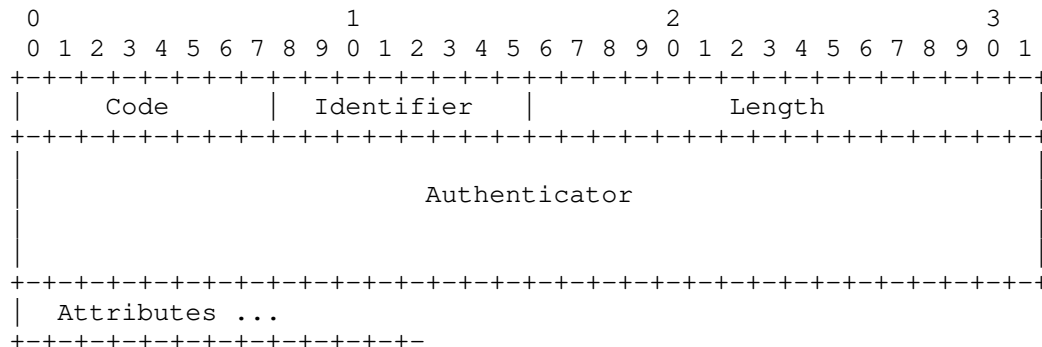 0                   1                   2                   3
 0 1 2 3 4 5 6 7 8 9 0 1 2 3 4 5 6 7 8 9 0 1 2 3 4 5 6 7 8 9 0 1
+-+-+-+-+-+-+-+-+-+-+-+-+-+-+-+-+-+-+-+-+-+-+-+-+-+-+-+-+-+-+-+-+
|     Code      |  Identifier   |            Length             |
+-+-+-+-+-+-+-+-+-+-+-+-+-+-+-+-+-+-+-+-+-+-+-+-+-+-+-+-+-+-+-+-+
|                                                               |
|                         Authenticator                         |
|                                                               |
|                                                               |
+-+-+-+-+-+-+-+-+-+-+-+-+-+-+-+-+-+-+-+-+-+-+-+-+-+-+-+-+-+-+-+-+
|  Attributes ...
+-+-+-+-+-+-+-+-+-+-+-+-+-